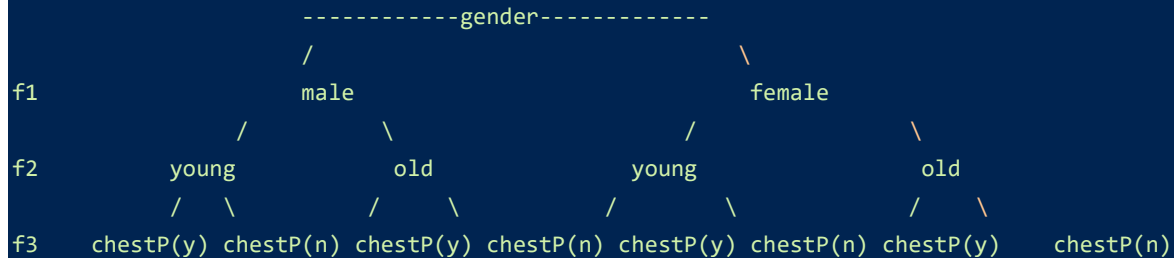 ------------gender-------------
/ \
f1 male female
/ \ / \
f2 young old young old
/ \ / \ / \ / \
f3 chestP(y) chestP(n) chestP(y) chestP(n) chestP(y) chestP(n) chestP(y) chestP(n)